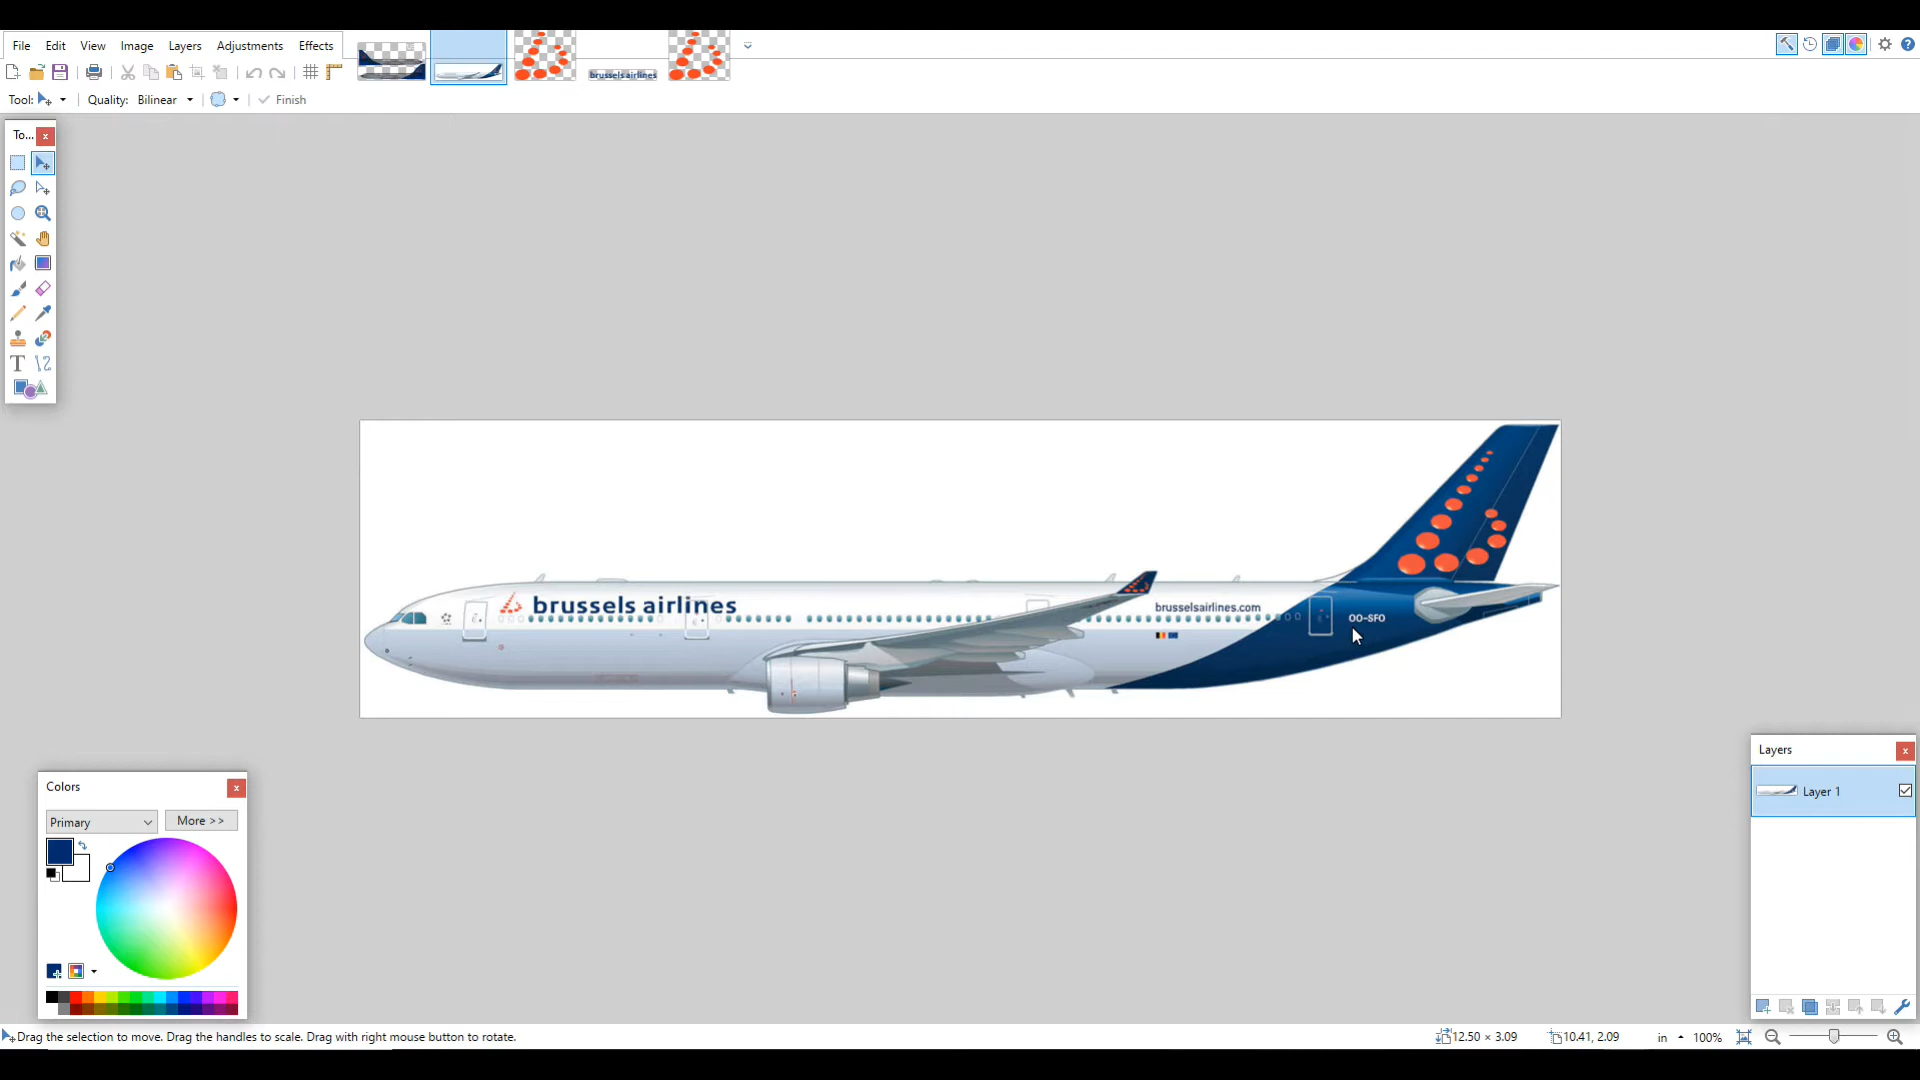 File Edit View Image Layers Adjustments Effects
brussels airlines
Tool: Quality: Bilinear Finish
To... x
brussels airlines
brusselsairlines.com
OO-SFO
Layers x
Layer 1
Colors x
Primary More >>
Drag the selection to move. Drag the handles to scale. Drag with right mouse button to rotate. 12.50 × 3.09 10.41, 2.09 in 100%